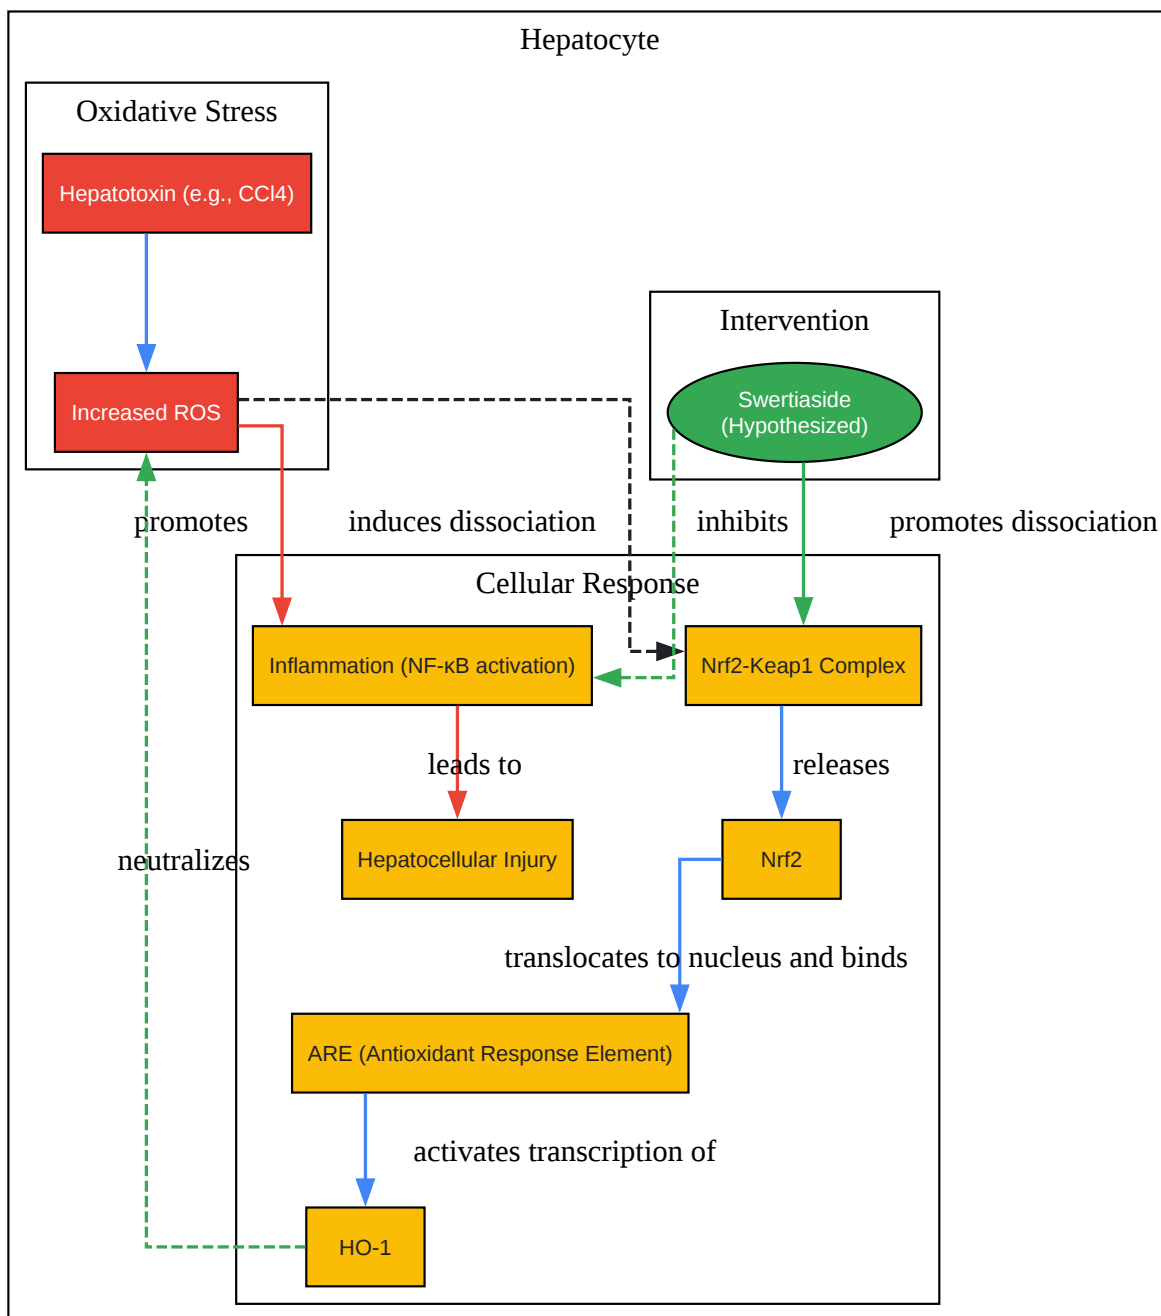 Hepatocyte
Oxidative Stress
Hepatotoxin (e.g., CCl4)
Intervention
Swertiaside
(Hypothesized)
Increased ROS
promotes
induces dissociation
inhibits
promotes dissociation
Cellular Response
Inflammation (NF-κB activation)
Nrf2-Keap1 Complex
leads to
releases
neutralizes
Hepatocellular Injury
Nrf2
translocates to nucleus and binds
ARE (Antioxidant Response Element)
activates transcription of
HO-1